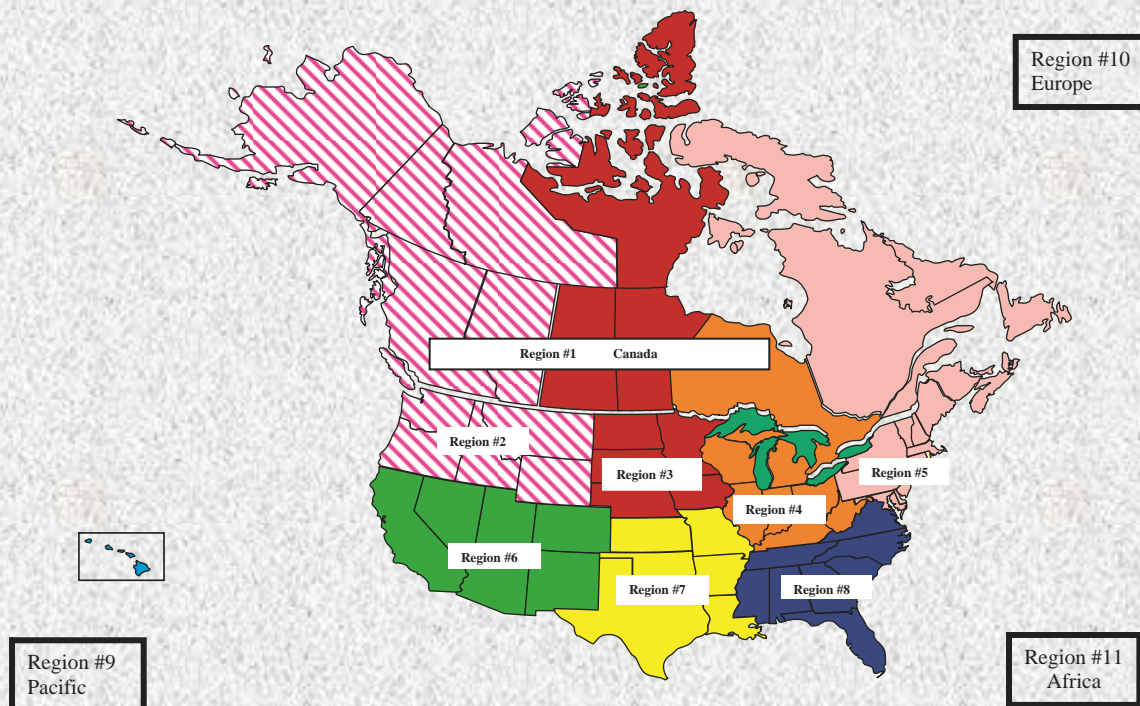 Region #10
Europe
Region #1 Canada
Region #2
Region #3
Region #5
Region #4
Region #6
Region #7
Region #8
Region #9
Pacific
Region #11
Africa